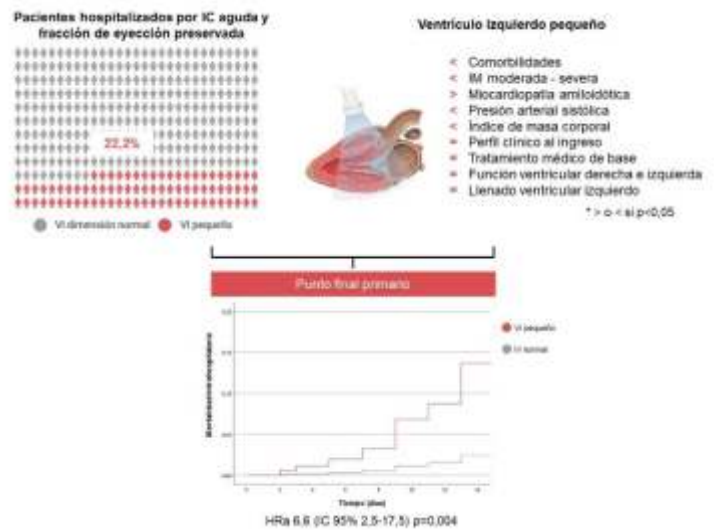 Pacientes hospitalizados por IC aguda y
fracción de eyección preservada
22,2%
VI dimensión normal VI pequeño
Ventrículo Izquierdo pequeño
< Comorbilidades
< IM moderada - severa
> Miocardiopatía amiloidótica
< Presión arterial sistólica
< Índice de masa corporal
= Perfil clínico al ingreso
= Tratamiento médico de base
= Función ventricular derecha e izquierda
= Llenado ventricular izquierdo
* > o < si p<0,05
Punto final primario
VI pequeño
VI normal
Tiempo (días)
HRa 6.6 (IC 95% 2,5-17,5) p=0,004